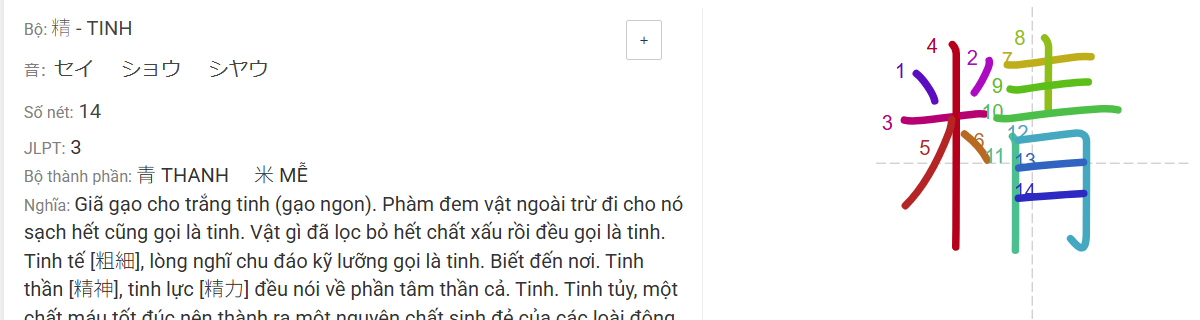 Bộ: 精 - TINH
+
音: セイ ショウ シヤウ
Số nét: 14
JLPT: 3
Bộ thành phần: 青 THANH 米 MỄ
Nghĩa: Giã gạo cho trắng tinh (gạo ngon). Phàm đem vật ngoài trừ đi cho nó
sạch hết cũng gọi là tinh. Vật gì đã lọc bỏ hết chất xấu rồi đều gọi là tinh.
Tinh tế [粗細], lòng nghĩ chu đáo kỹ lưỡng gọi là tinh. Biết đến nơi. Tinh
thần [精神], tinh lực [精力] đều nói về phần tâm thần cả. Tinh. Tinh tủy, một
chất máu tốt đúc nên thành ra một nguyên chất sinh đẻ của các loài động
精
1
2
3
4
5
6
7
8
9
10
11
12
13
14